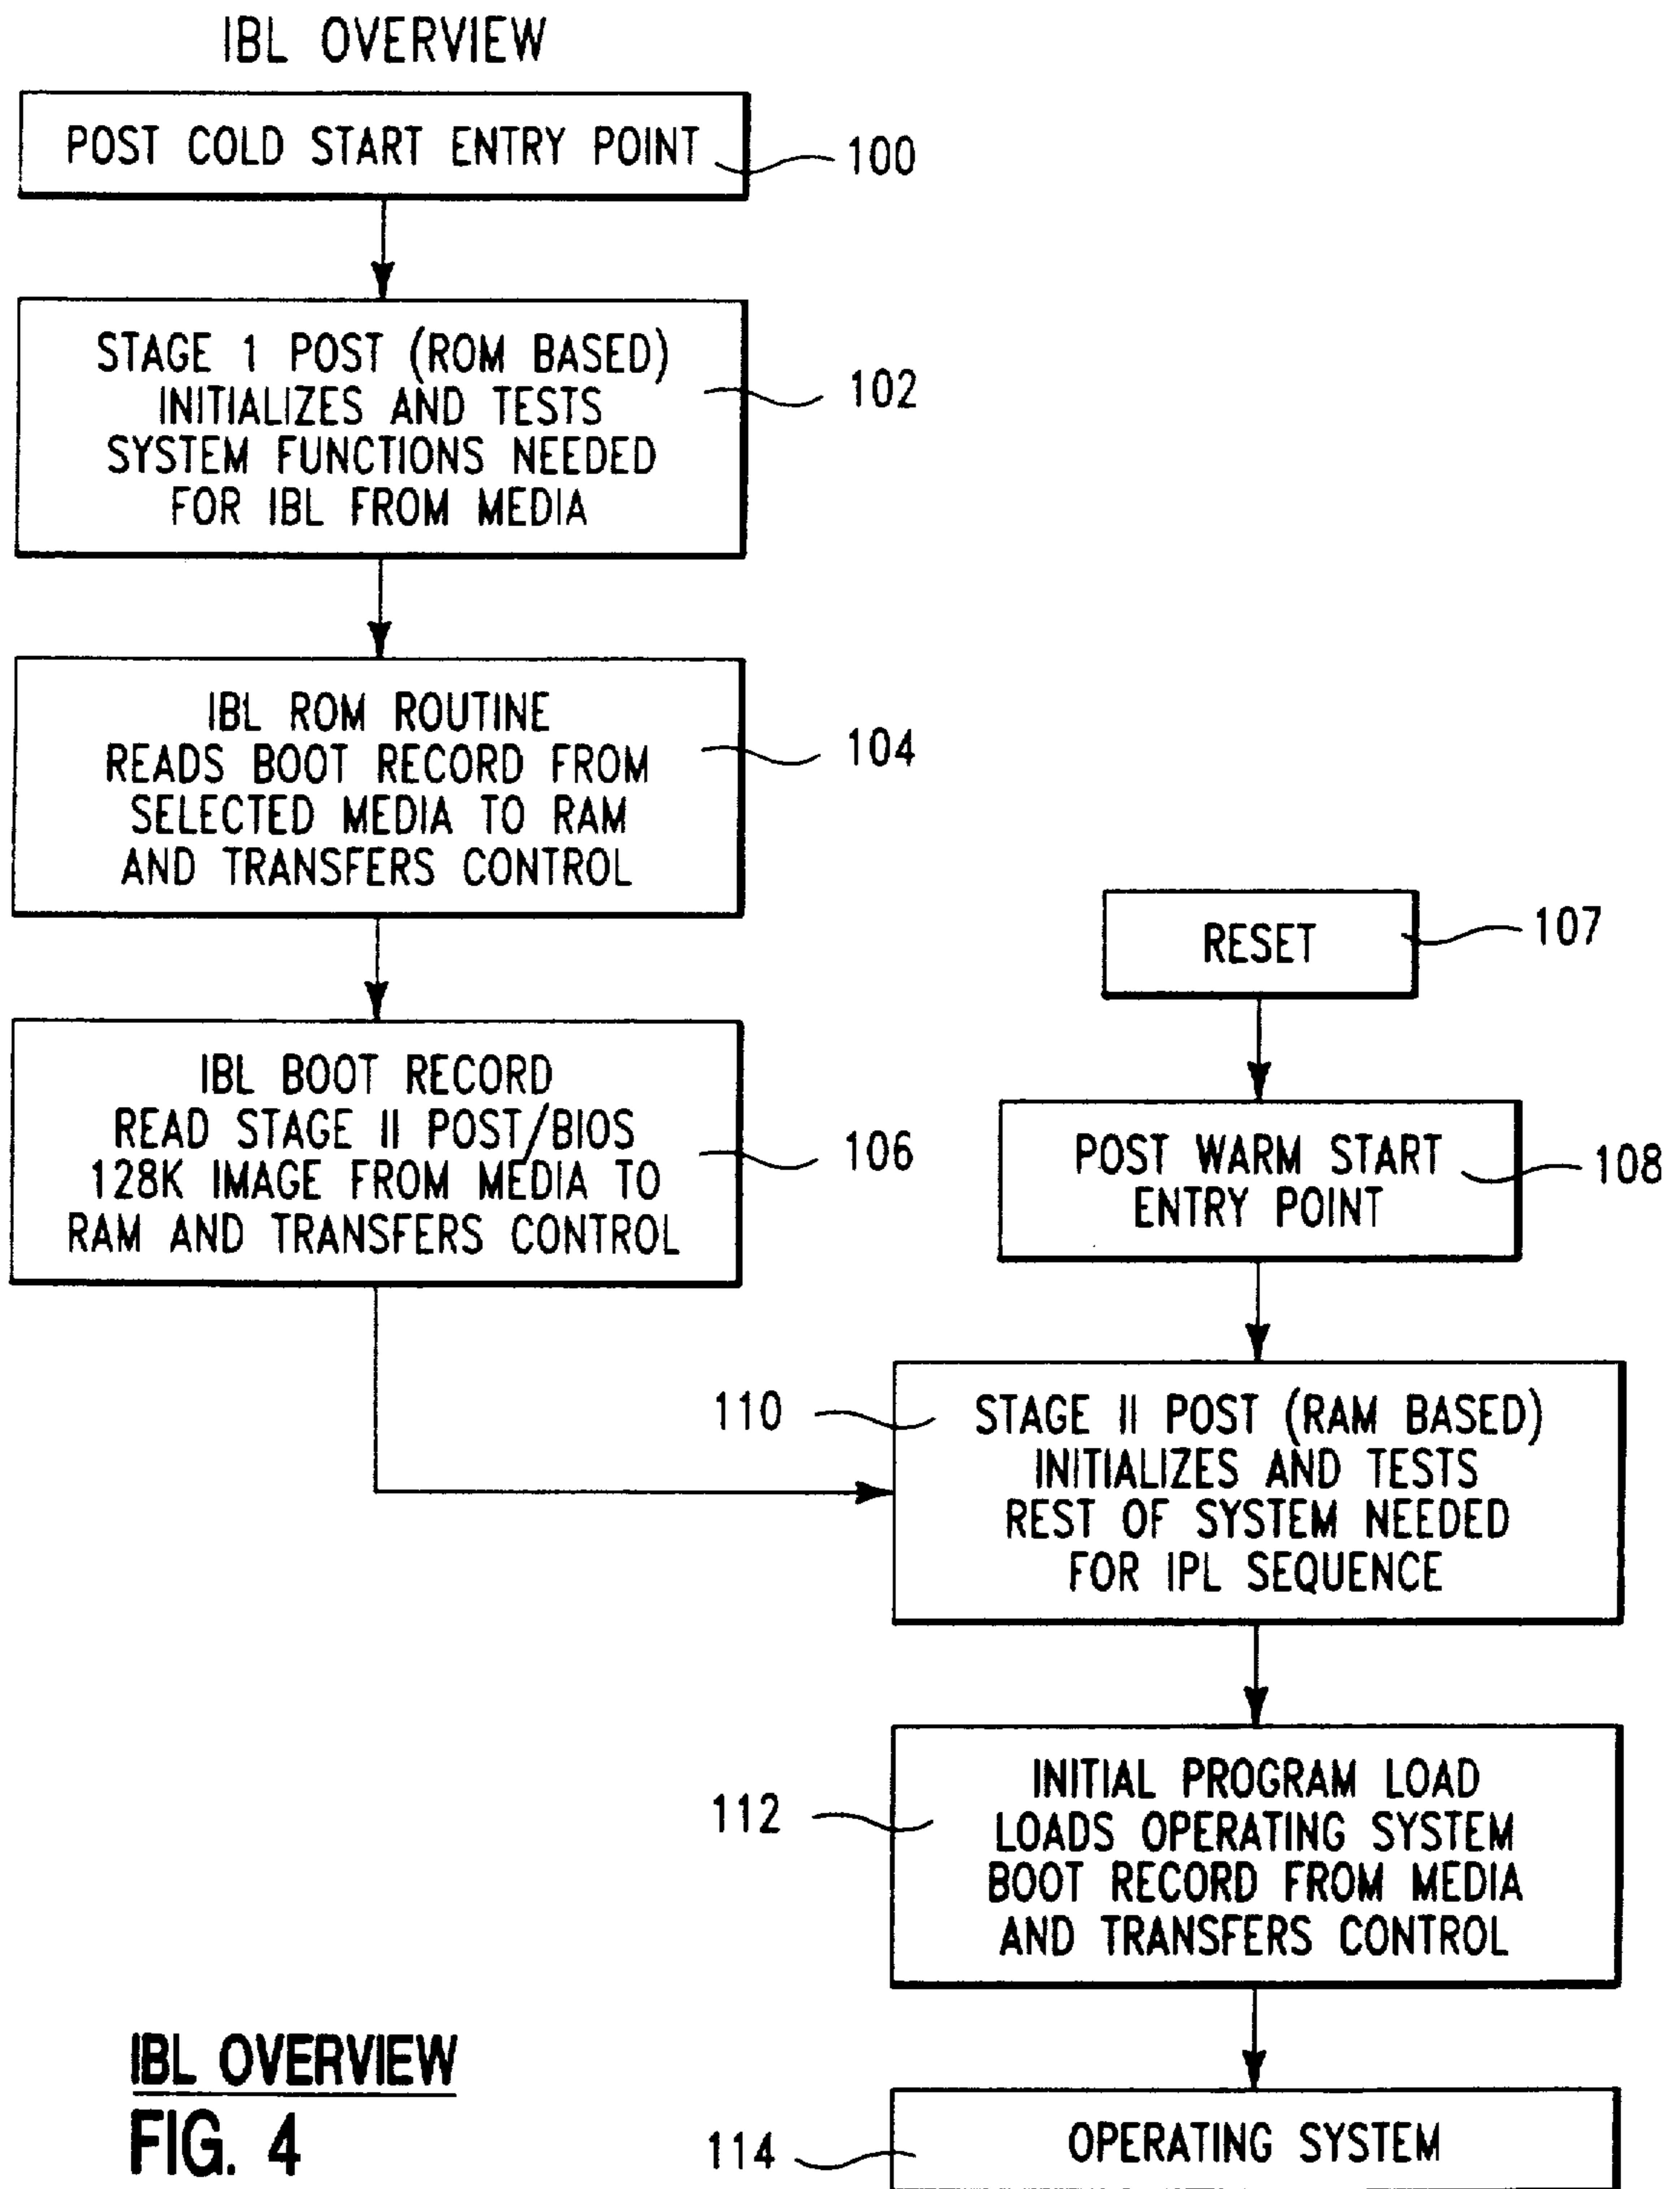 IBL OVERVIEW
POST COLD START ENTRY POINT
100
STAGE 1 POST (ROM BASED)
INITIALIZES AND TESTS
SYSTEM FUNCTIONS NEEDED
FOR IBL FROM MEDIA
102
IBL ROM ROUTINE
READS BOOT RECORD FROM
SELECTED MEDIA TO RAM
AND TRANSFERS CONTROL
104
IBL BOOT RECORD
READ STAGE II POST/BIOS
128K IMAGE FROM MEDIA TO
RAM AND TRANSFERS CONTROL
106
RESET
107
POST WARM START
ENTRY POINT
108
110
STAGE II POST (RAM BASED)
INITIALIZES AND TESTS
REST OF SYSTEM NEEDED
FOR IPL SEQUENCE
112
INITIAL PROGRAM LOAD
LOADS OPERATING SYSTEM
BOOT RECORD FROM MEDIA
AND TRANSFERS CONTROL
114
OPERATING SYSTEM
IBL OVERVIEW
FIG. 4